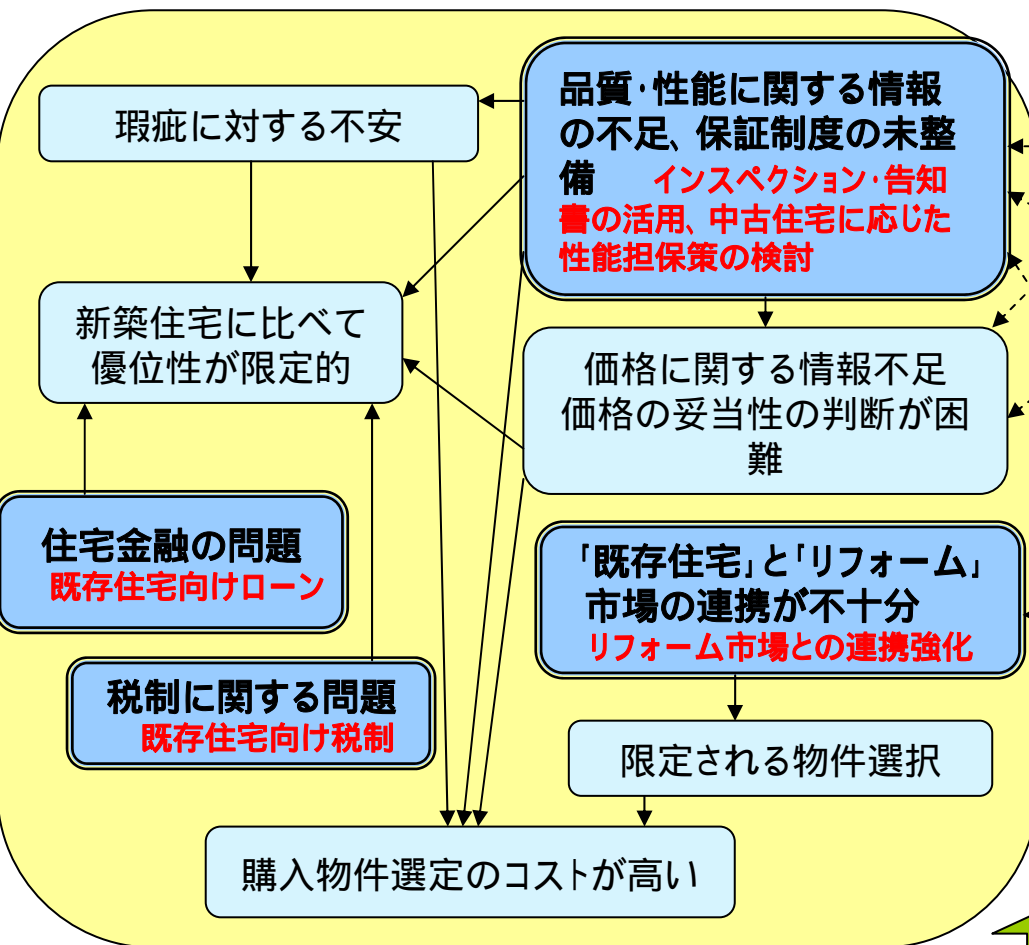 瑕疵に対する不安
品質・性能に関する情報
の不足、保証制度の未整
備　インスペクション・告知
書の活用、中古住宅に応じた
性能担保策の検討
新築住宅に比べて
優位性が限定的
価格に関する情報不足
価格の妥当性の判断が困
難
住宅金融の問題
既存住宅向けローン
「既存住宅」と「リフォーム」
市場の連携が不十分
リフォーム市場との連携強化
税制に関する問題
既存住宅向け税制
限定される物件選択
購入物件選定のコストが高い